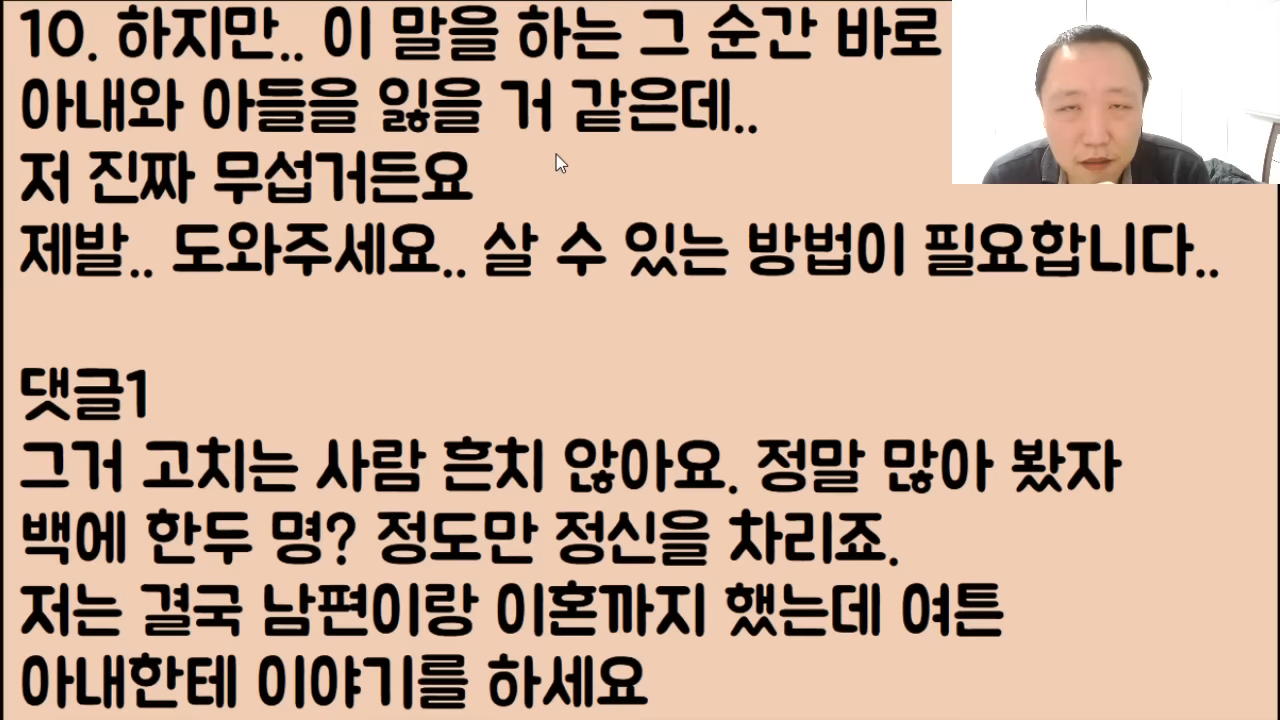 10. 하지만.. 이 말을 하는 그 순간 바로
아내와 아들을 잃을 거 같은데..
저 진짜 무섭거든요
제발.. 도와주세요.. 살 수 있는 방법이 필요합니다..
댓글1
그거 고치는 사람 흔치 않아요. 정말 많아 봤자
백에 한두 명? 정도만 정신을 차리죠.
저는 결국 남편이랑 이혼까지 했는데 여튼
아내한테 이야기를 하세요